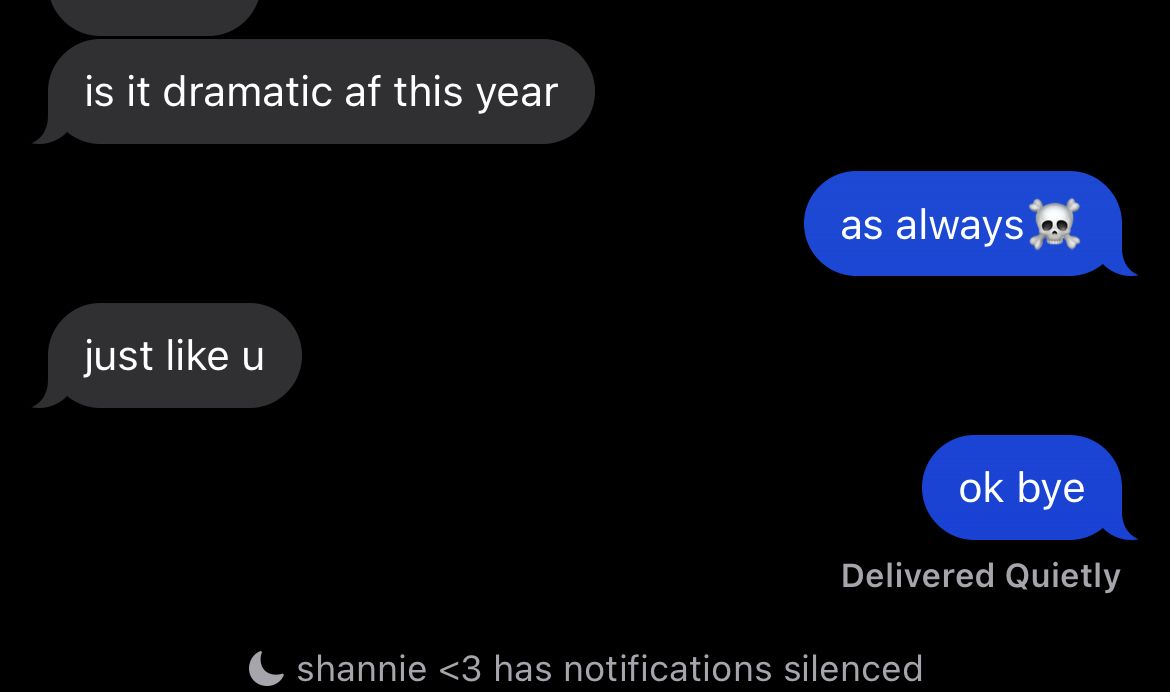 is it dramatic af this year
as always☠️
just like u
ok bye
Delivered Quietly
shannie <3 has notifications silenced